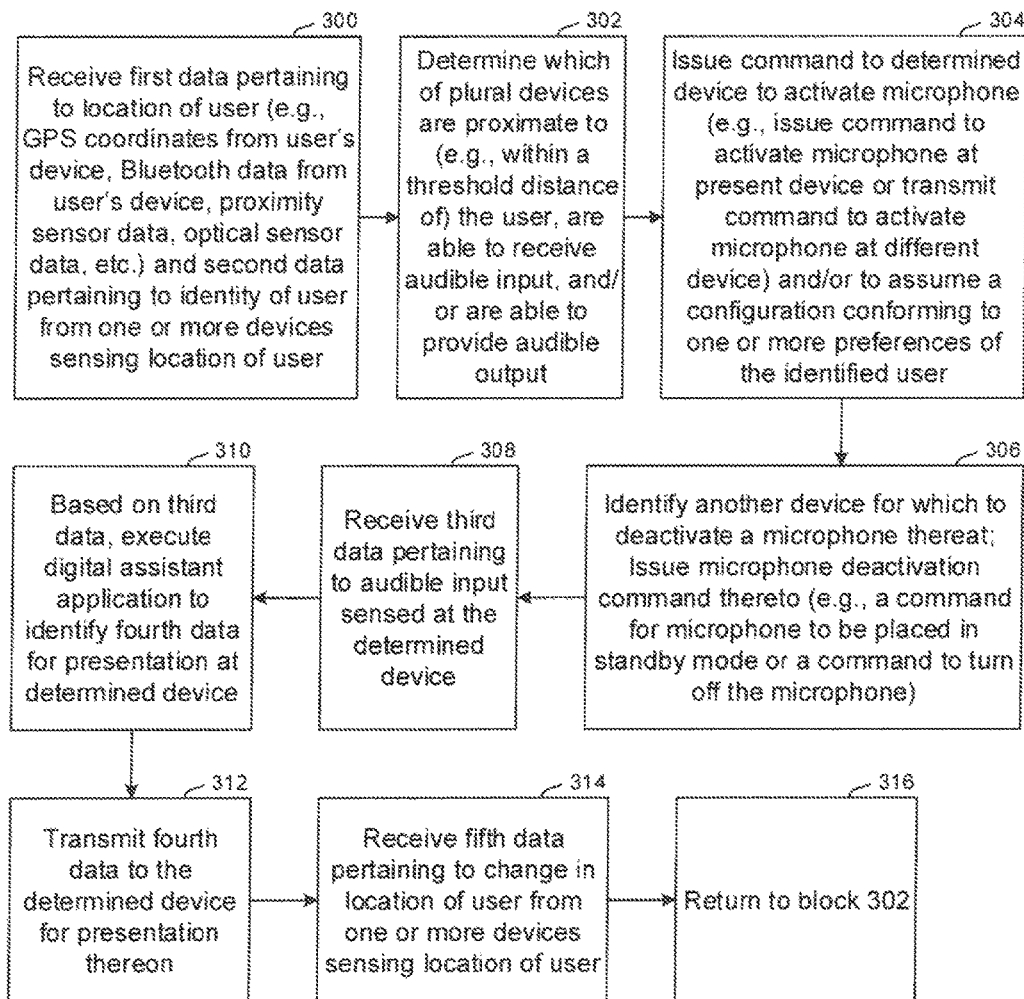 300
Receive first data pertaining
to location of user (e.g.,
GPS coordinates from user's
device, Bluetooth data from
user's device, proximity
sensor data, optical sensor
data, etc.) and second data
pertaining to identity of user
from one or more devices
sensing location of user
302
Determine which
of plural devices
are proximate to
(e.g., within a
threshold distance
of) the user, are
able to receive
audible input, and/
or are able to
provide audible
output
304
Issue command to determined
device to activate microphone
(e.g., issue command to
activate microphone at
present device or transmit
command to activate
microphone at different
device) and/or to assume a
configuration conforming to
one or more preferences of
the identified user
306
Identify another device for which to
deactivate a microphone thereat;
Issue microphone deactivation
command thereto (e.g., a command
for microphone to be placed in
standby mode or a command to turn
off the microphone)
308
Receive third
data pertaining
to audible input
sensed at the
determined
device
310
Based on third
data, execute
digital assistant
application to
identify fourth data
for presentation at
determined device
312
Transmit fourth
data to the
determined device
for presentation
thereon
314
Receive fifth data
pertaining to change in
location of user from
one or more devices
sensing location of user
316
Return to block 302